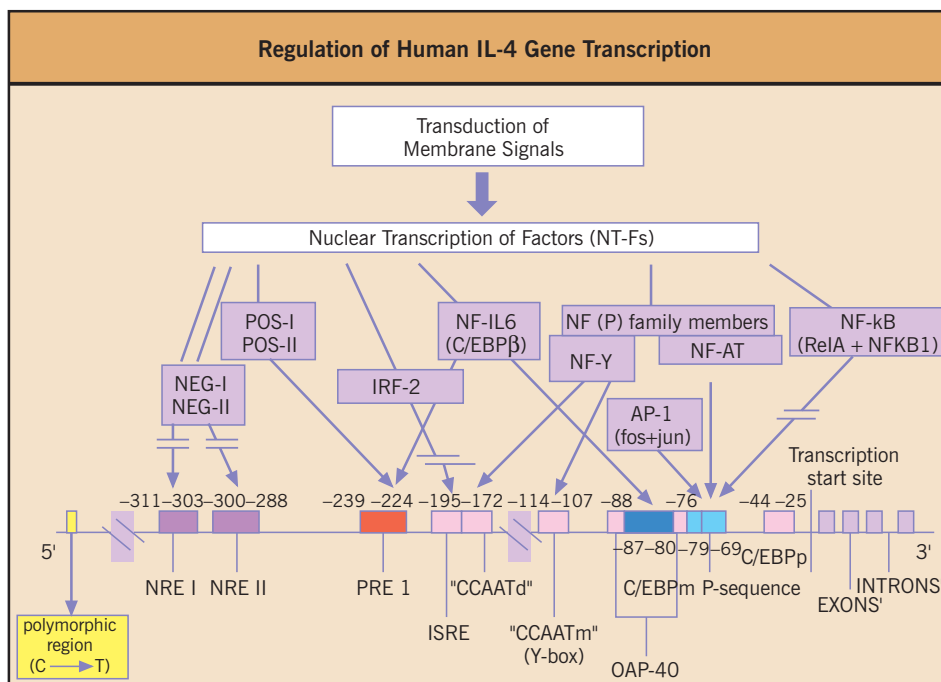 Regulation of Human IL-4 Gene Transcription
Transduction of
Membrane Signals
Nuclear Transcription of Factors (NT-Fs)
POS-I
POS-II
NF-IL6
(C/EBPβ)
NF (P) family members
NF-Y
NF-AT
NF-kB
(RelA + NFKB1)
NEG-I
NEG-II
IRF-2
AP-1
(fos+jun)
Transcription
start site
–311 –303 –300 –288
–239 –224 –195 –172
–114 –107 –88 –76 –44 –25
5'
3'
–87 –80 –79 –69
C/EBPp
NRE I
NRE II
PRE 1
"CCAATd"
C/EBPm P-sequence
INTRONS
EXONS'
polymorphic
region
(C T)
ISRE
"CCAATm"
(Y-box)
OAP-40